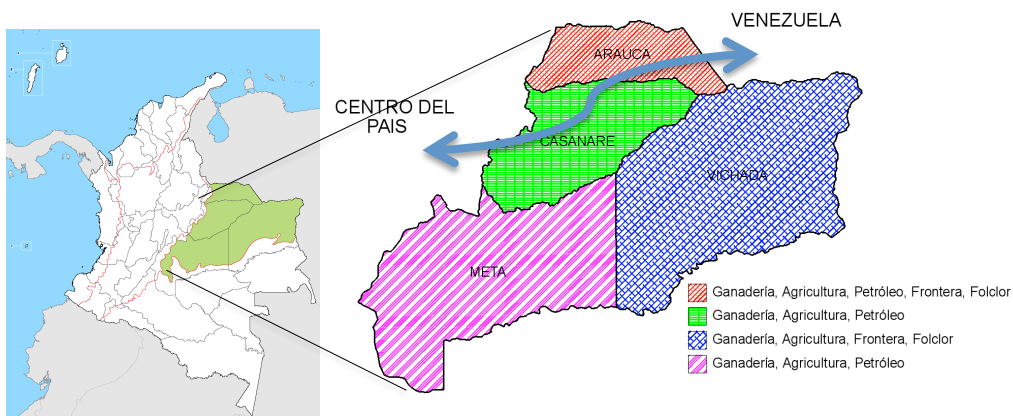 VENEZUELA
ARAUCA
CENTRO DEL
PAIS
CASANARE
VICHADA
META
Ganadería, Agricultura, Petróleo, Frontera, Folclor
Ganadería, Agricultura, Petróleo
Ganadería, Agricultura, Frontera, Folclor
Ganadería, Agricultura, Petróleo